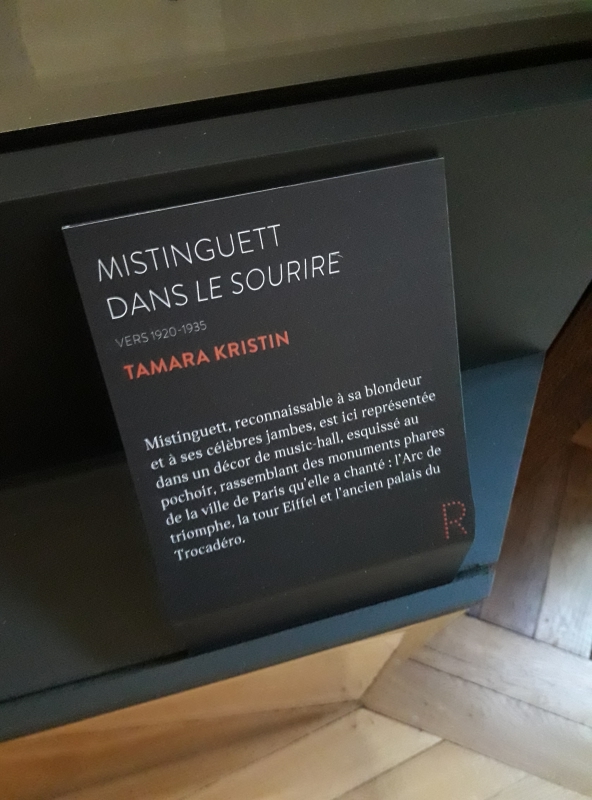 MISTINGUETT
DANS LE SOURIRE
VERS 1920-1935
TAMARA KRISTIN
Mistinguett, reconnaissable à sa blondeur
et à ses célèbres jambes, est ici représentée
dans un décor de music-hall, esquissé au
pochoir, rassemblant des monuments phares
de la ville de Paris qu'elle a chanté : l'Arc de
triomphe, la tour Eiffel et l'ancien palais du
Trocadéro.
R